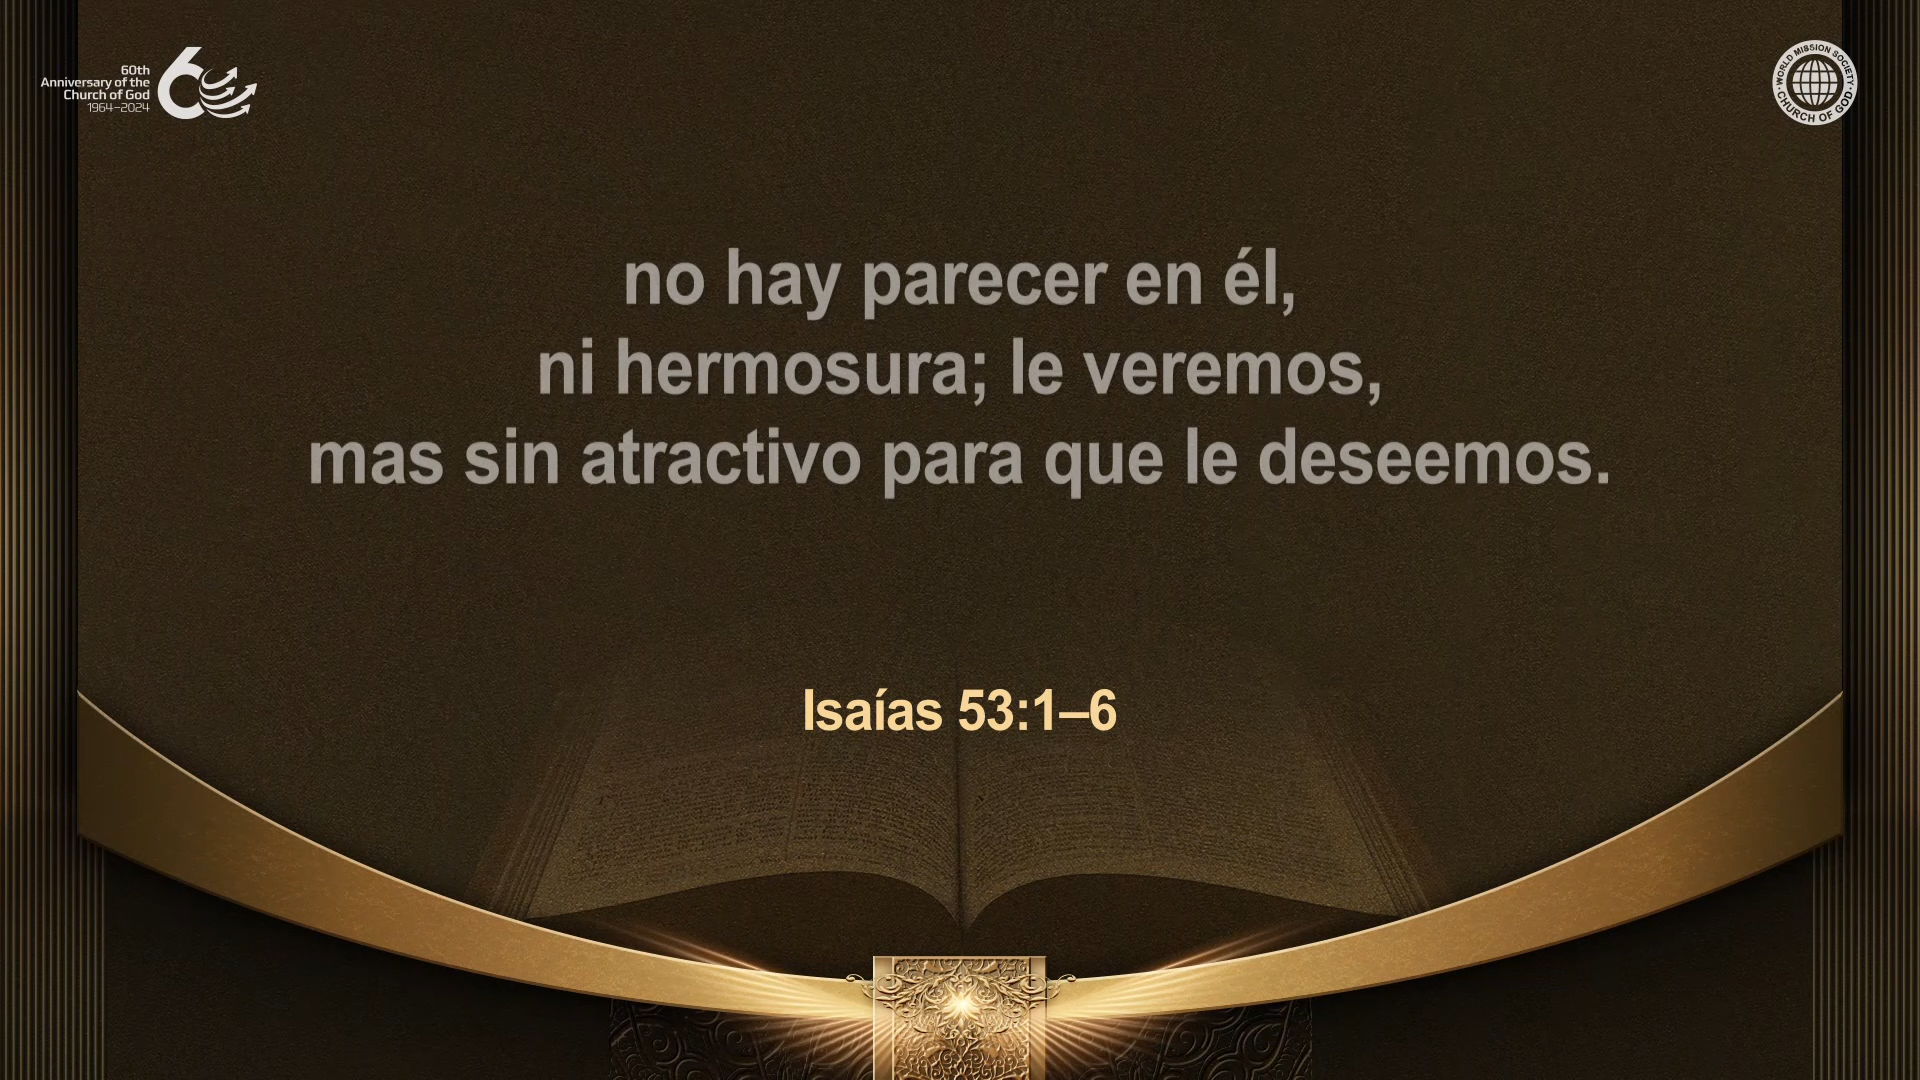 60th
Anniversary of the
Church of God
1964–2024
WORLD MISSION SOCIETY
CHURCH OF GOD
no hay parecer en él,
ni hermosura; le veremos,
mas sin atractivo para que le deseemos.
Isaías 53:1–6